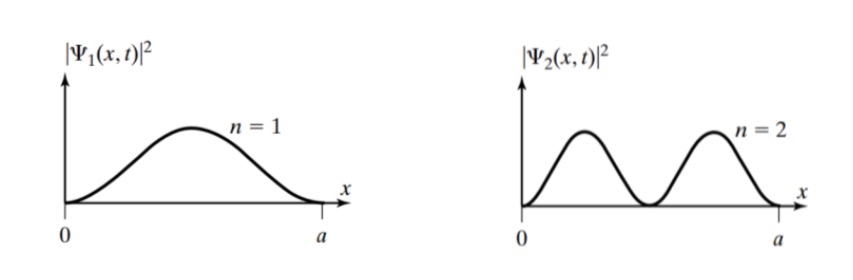 |Ψ₁(x, t)|²
n = 1
x
0
a
|Ψ₂(x, t)|²
n = 2
x
0
a